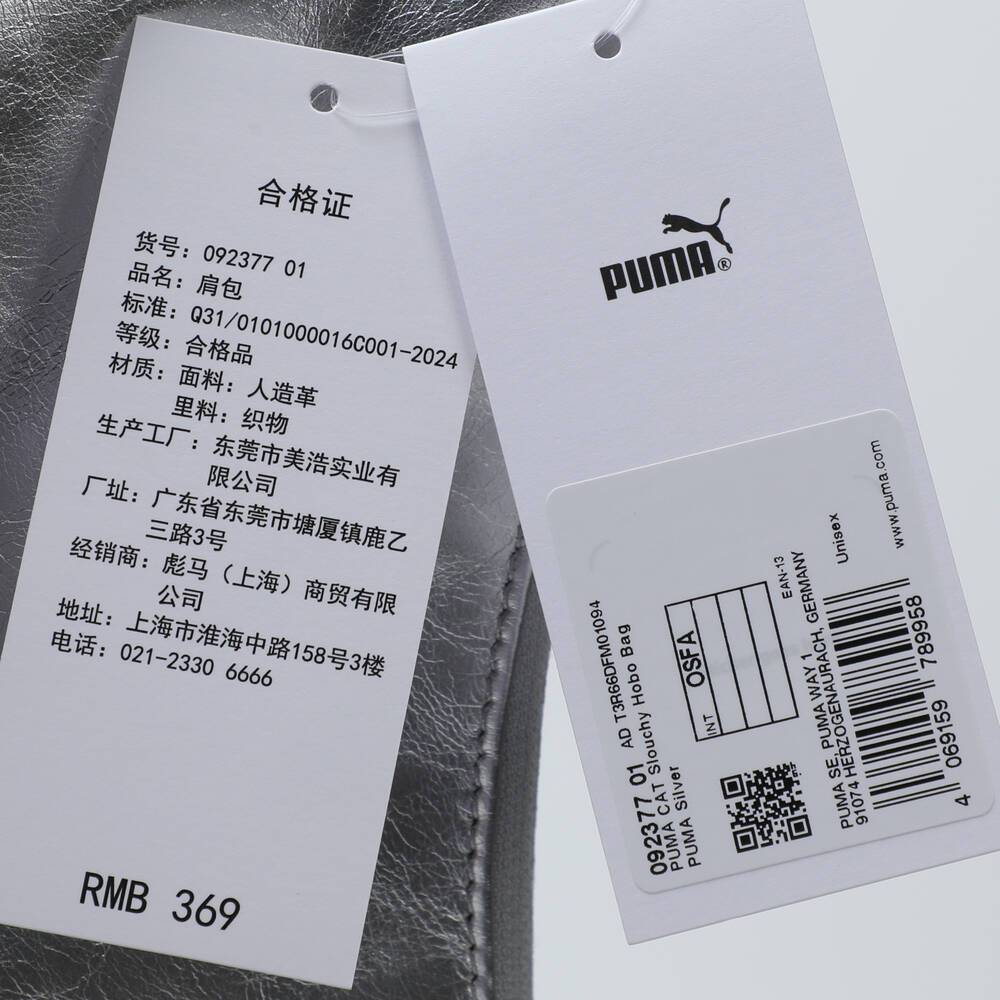 合格证
货号：092377 01
品名：肩包
标准：Q31/0101000016C001-2024
等级：合格品
材质：面料：人造革
里料：织物
生产工厂：东莞市美浩实业有
限公司
厂址：广东省东莞市塘厦镇鹿乙
三路3号
经销商：彪马（上海）商贸有限
公司
地址：上海市淮海中路158号3楼
电话：021-2330 6666
RMB 369
PUMA®
092377 01 AD T3R66DFM01094
PUMA CAT Slouchy Hobo Bag
PUMA Silver
INT OSFA
EAN-13
PUMA SE, PUMA WAY 1
91074 HERZOGENAURACH, GERMANY
Unisex
4 069159 789958
www.puma.com